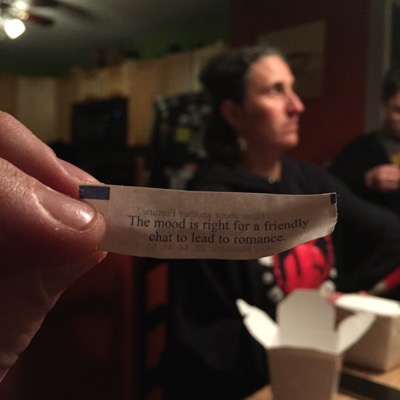 The mood is right for a friendly
chat to lead to romance.